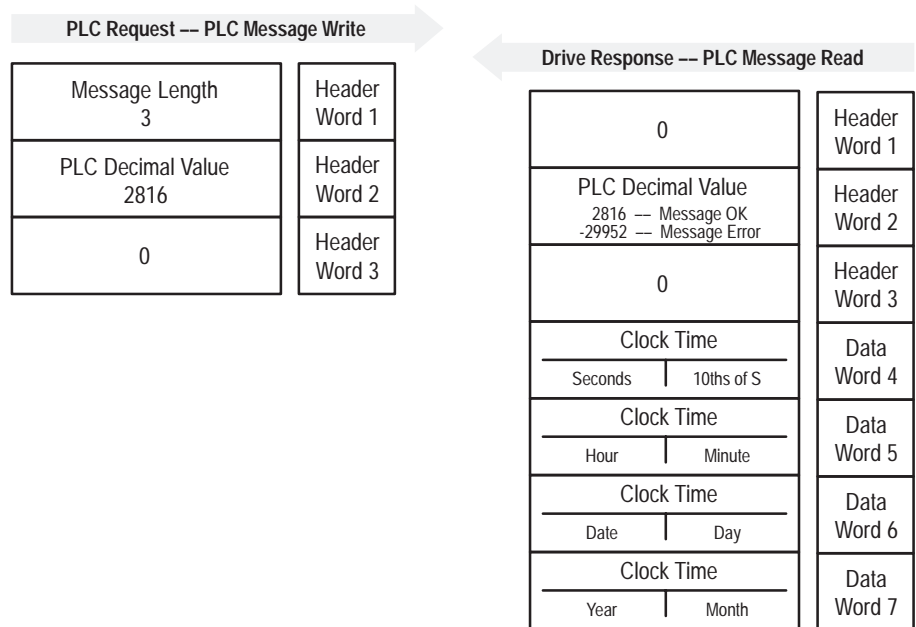 PLC Request –– PLC Message Write
Message Length
3
Header
Word 1
PLC Decimal Value
2816
Header
Word 2
0
Header
Word 3
Drive Response –– PLC Message Read
0
Header
Word 1
PLC Decimal Value
2816 –– Message OK
-29952 –– Message Error
Header
Word 2
0
Header
Word 3
Clock Time
Seconds 10ths of S
Data
Word 4
Clock Time
Hour Minute
Data
Word 5
Clock Time
Date Day
Data
Word 6
Clock Time
Year Month
Data
Word 7